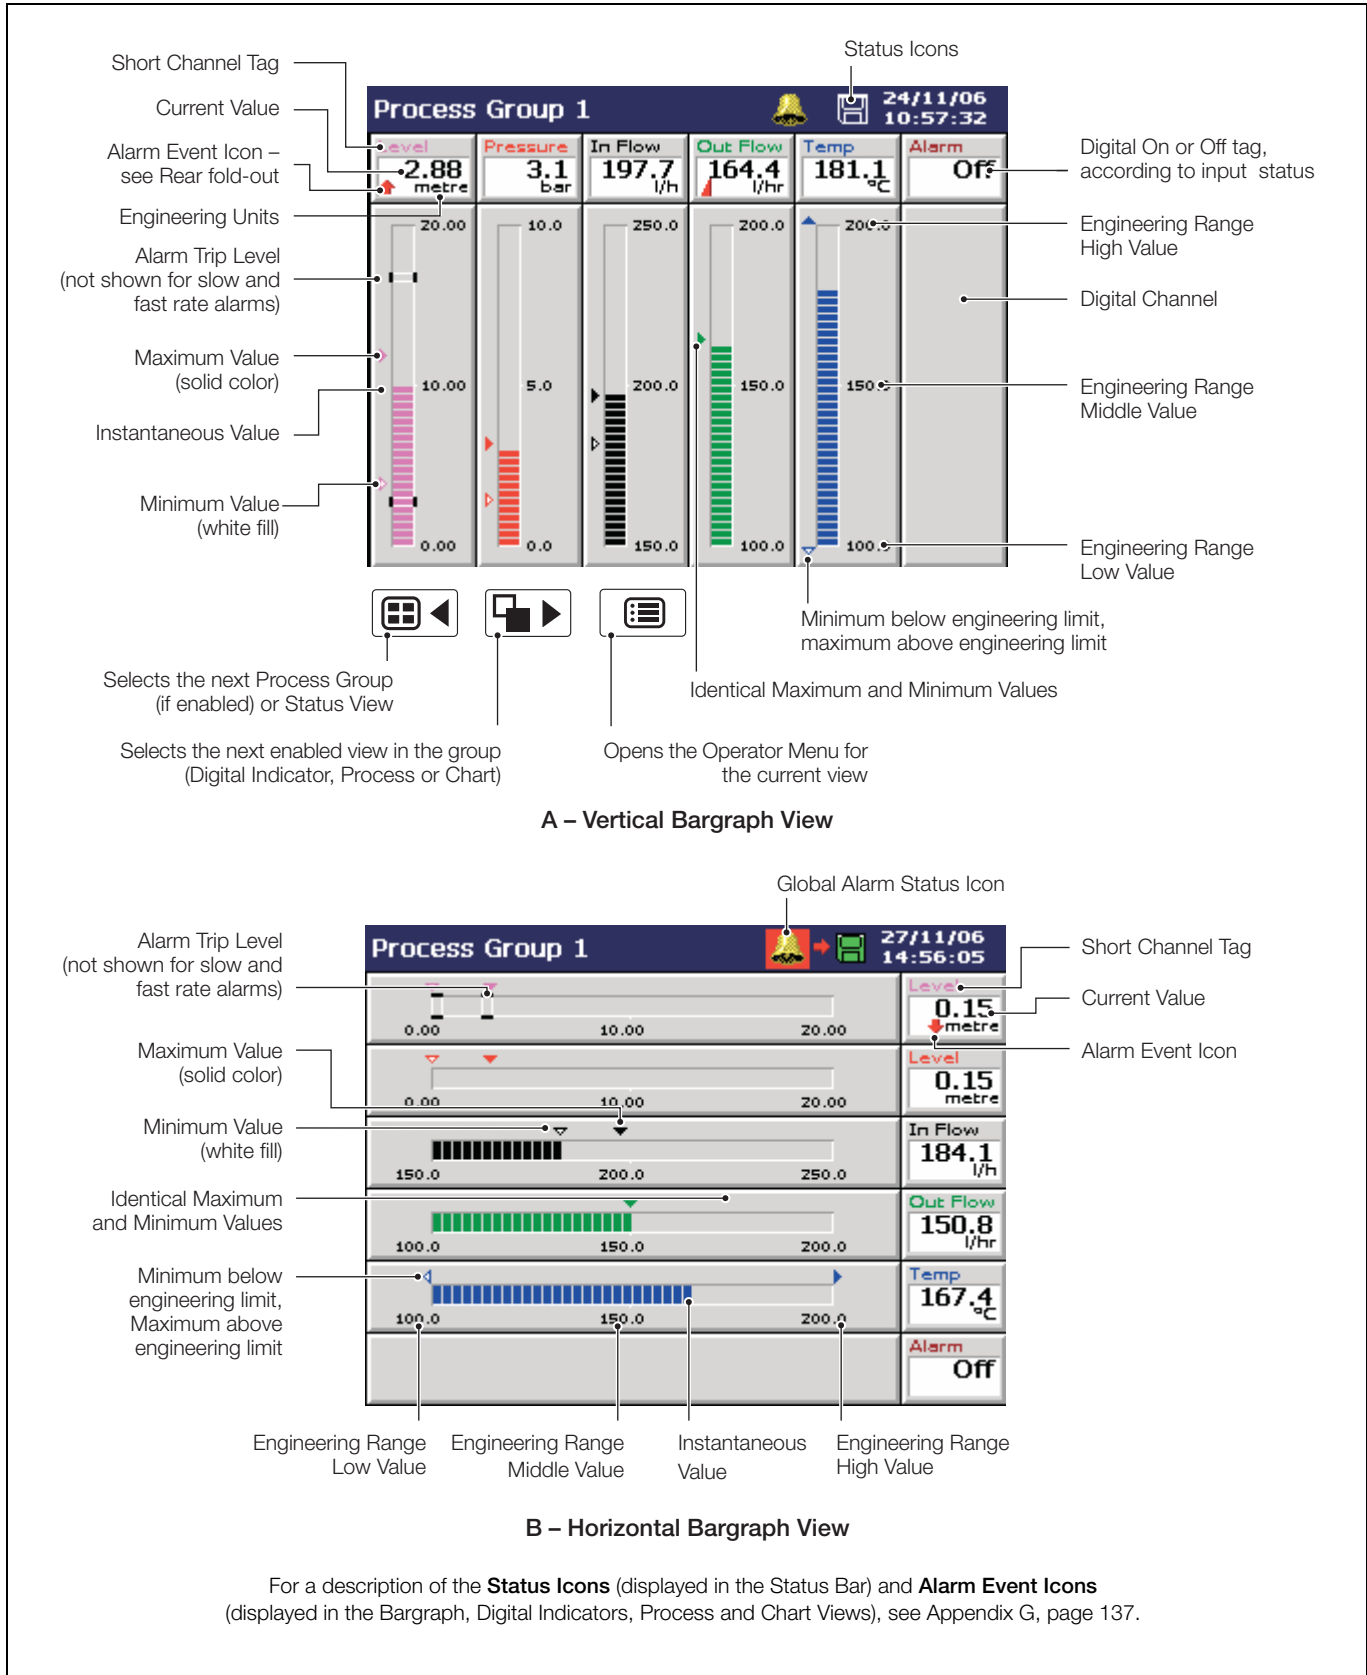 Status Icons
Short Channel Tag
Current Value
Alarm Event Icon –
see Rear fold-out
Engineering Units
Alarm Trip Level
(not shown for slow and
fast rate alarms)
Maximum Value
(solid color)
Instantaneous Value
Minimum Value
(white fill)
Process Group 1
24/11/06
10:57:32
Level
2.88
metre
Pressure
3.1
bar
In Flow
197.7
l/h
Out Flow
164.4
l/hr
Temp
181.1
°C
Alarm
Off
20.00
10.00
0.00
10.0
5.0
0.0
250.0
200.0
150.0
200.0
150.0
100.0
200.0
150.0
100.0
Digital On or Off tag,
according to input status
Engineering Range
High Value
Digital Channel
Engineering Range
Middle Value
Engineering Range
Low Value
Minimum below engineering limit,
maximum above engineering limit
Identical Maximum and Minimum Values
Selects the next Process Group
(if enabled) or Status View
Selects the next enabled view in the group
(Digital Indicator, Process or Chart)
Opens the Operator Menu for
the current view
A – Vertical Bargraph View
Global Alarm Status Icon
Alarm Trip Level
(not shown for slow and
fast rate alarms)
Maximum Value
(solid color)
Minimum Value
(white fill)
Identical Maximum
and Minimum Values
Minimum below
engineering limit,
Maximum above
engineering limit
Process Group 1
27/11/06
14:56:05
0.00 10.00 20.00
Level
0.15
metre
0.00 10.00 20.00
Level
0.15
metre
150.0 200.0 250.0
In Flow
184.1
l/h
100.0 150.0 200.0
Out Flow
150.8
l/hr
100.0 150.0 200.0
Temp
167.4
°C
Alarm
Off
Short Channel Tag
Current Value
Alarm Event Icon
Engineering Range
Low Value
Engineering Range
Middle Value
Instantaneous
Value
Engineering Range
High Value
B – Horizontal Bargraph View
For a description of the Status Icons (displayed in the Status Bar) and Alarm Event Icons
(displayed in the Bargraph, Digital Indicators, Process and Chart Views), see Appendix G, page 137.